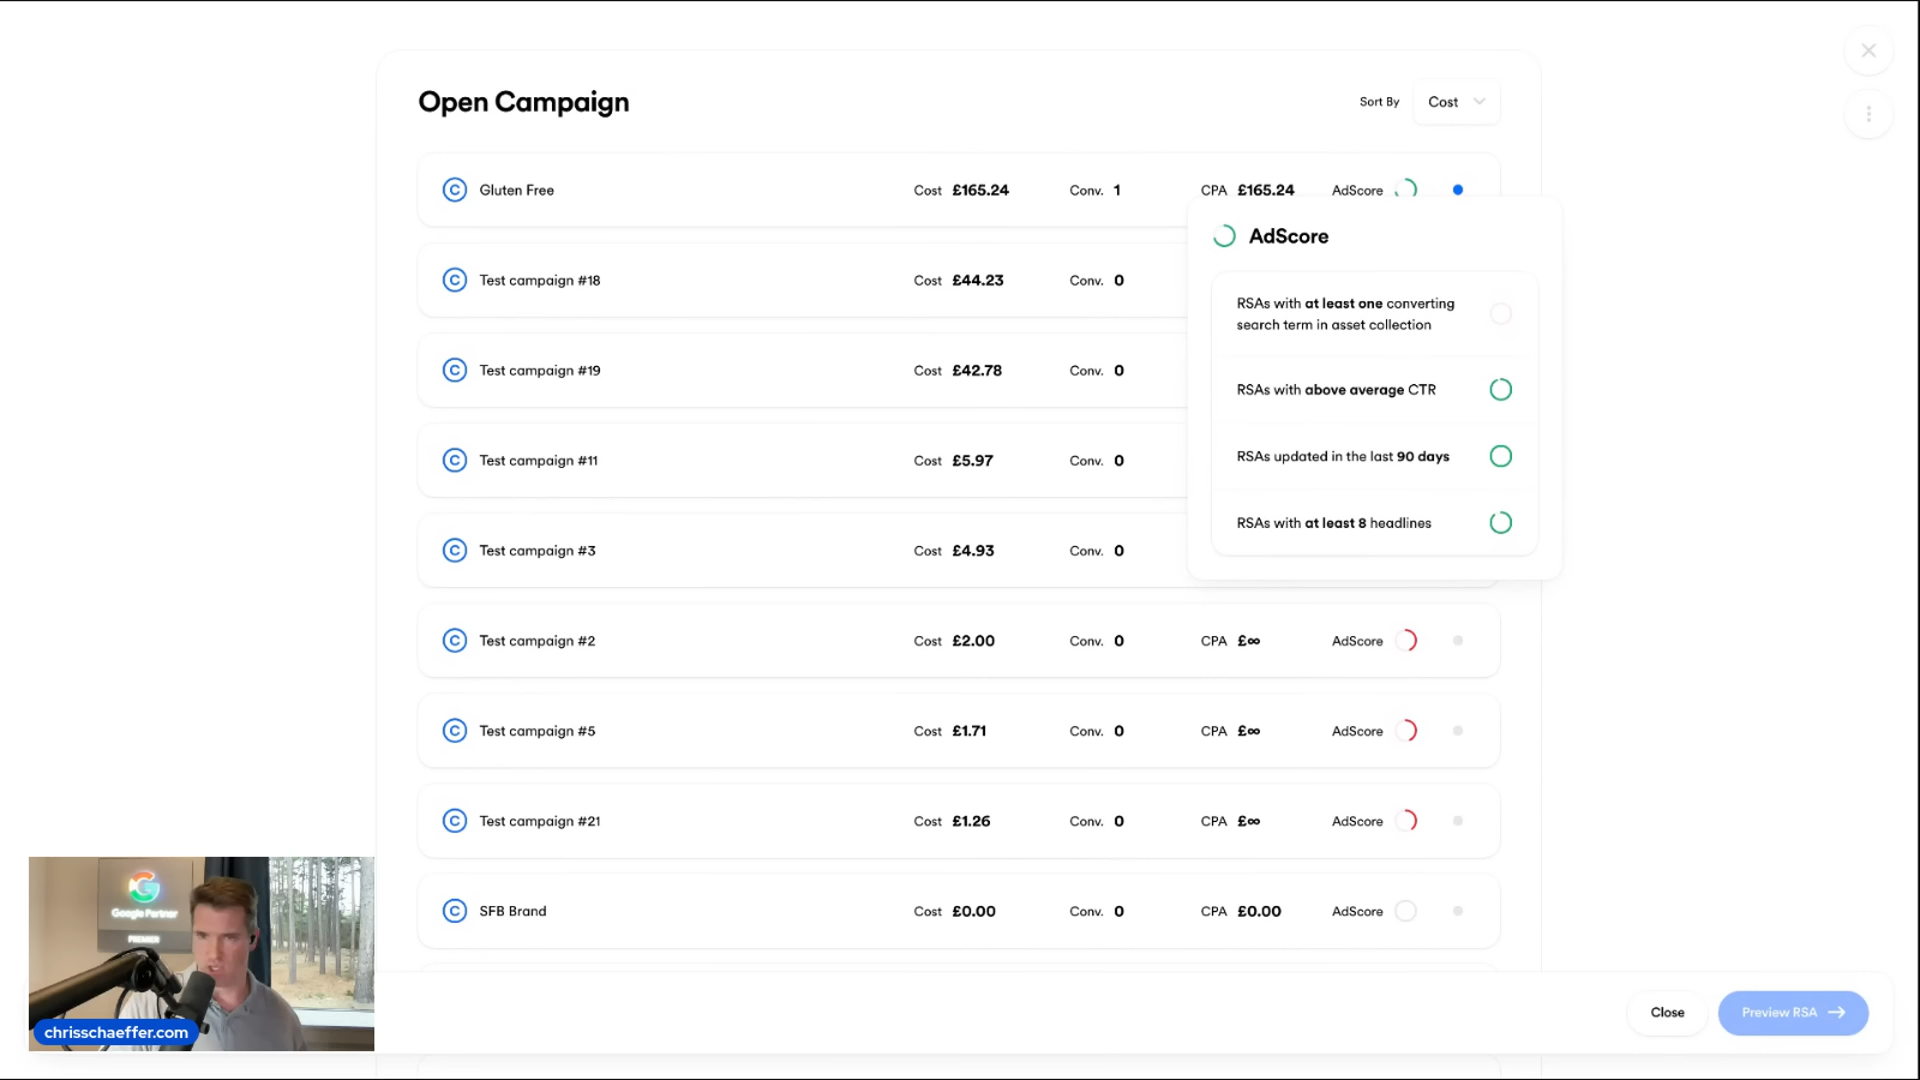 Open Campaign
Sort By Cost
C Gluten Free Cost £165.24 Conv. 1 CPA £165.24 AdScore
AdScore
RSAs with at least one converting
search term in asset collection
RSAs with above average CTR
RSAs updated in the last 90 days
RSAs with at least 8 headlines
C Test campaign #18 Cost £44.23 Conv. 0
C Test campaign #19 Cost £42.78 Conv. 0
C Test campaign #11 Cost £5.97 Conv. 0
C Test campaign #3 Cost £4.93 Conv. 0
C Test campaign #2 Cost £2.00 Conv. 0 CPA £∞ AdScore
C Test campaign #5 Cost £1.71 Conv. 0 CPA £∞ AdScore
C Test campaign #21 Cost £1.26 Conv. 0 CPA £∞ AdScore
C SFB Brand Cost £0.00 Conv. 0 CPA £0.00 AdScore
Google Partner
PREMIER
chrisschaeffer.com
Close
Preview RSA →